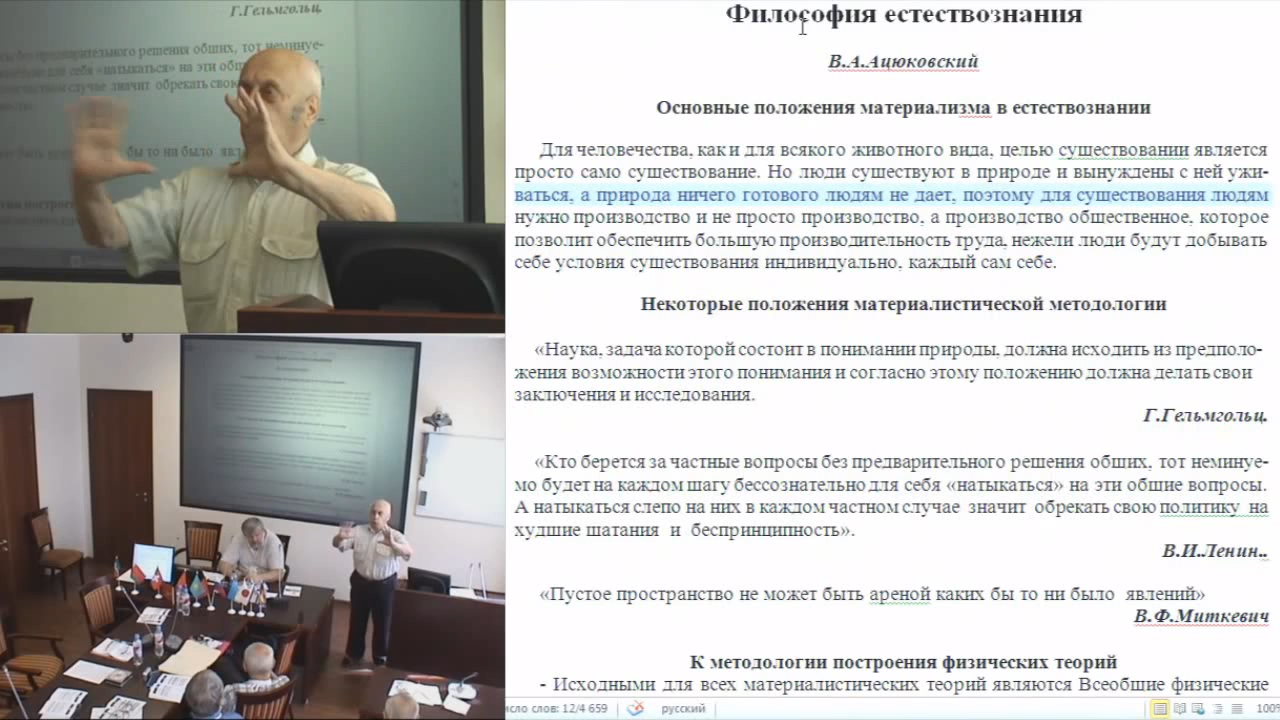 Г.Гельмгольц.
Философия естествознания
В.А.Ацюковский
Основные положения материализма в естествознании
Для человечества, как и для всякого животного вида, целью существовании является
просто само существование. Но люди существуют в природе и вынуждены с ней ужи-
ваться, а природа ничего готового людям не дает, поэтому для существования людям
нужно производство и не просто производство, а производство общественное, которое
позволит обеспечить большую производительность труда, нежели люди будут добывать
себе условия существования индивидуально, каждый сам себе.
Некоторые положения материалистической методологии
«Наука, задача которой состоит в понимании природы, должна исходить из предполо-
жения возможности этого понимания и согласно этому положению должна делать свои
заключения и исследования.
Г.Гельмгольц.
«Кто берется за частные вопросы без предварительного решения обших, тот неминуе-
мо будет на каждом шагу бессознательно для себя «натыкаться» на эти обшие вопросы.
А натыкаться слепо на них в каждом частном случае значит обрекать свою политику на
худшие шатания и беспринципность».
В.И.Ленин..
«Пустое пространство не может быть ареной каких бы то ни было явлений»
В.Ф.Миткевич
К методологии построения физических теорий
- Исходными для всех материалистических теорий являются Всеобщие физические
исло слов: 12/4 659
русский
100%